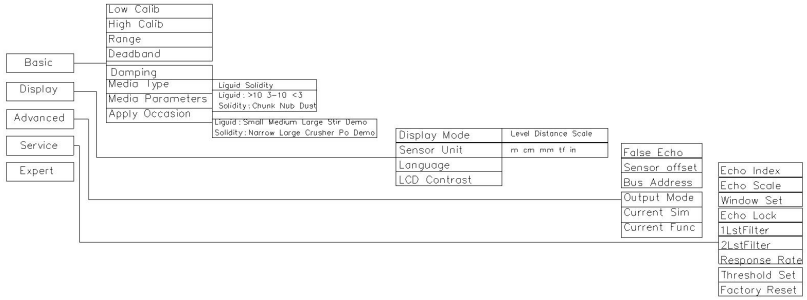 Basic
Display
Advanced
Service
Expert
Low Calib
High Calib
Range
Deadband
Damping
Media Type
Media Parameters
Apply Occasion
Liguid Solidity
Liguid:>10 3-10 <3
Solidity:Chunk Nub Dust
Liguid:Small Medium Large Stir Demo
Solidity:Narrow Large Crusher Po Demo
Display Mode
Sensor Unit
Language
LCD Contrast
Level Distance Scale
m cm mm tf in
False Echo
Sensor offset
Bus Address
Output Mode
Current Sim
Current Func
Echo Index
Echo Scale
Window Set
Echo Lock
1LstFilter
2LstFilter
Response Rate
Threshold Set
Factory Reset